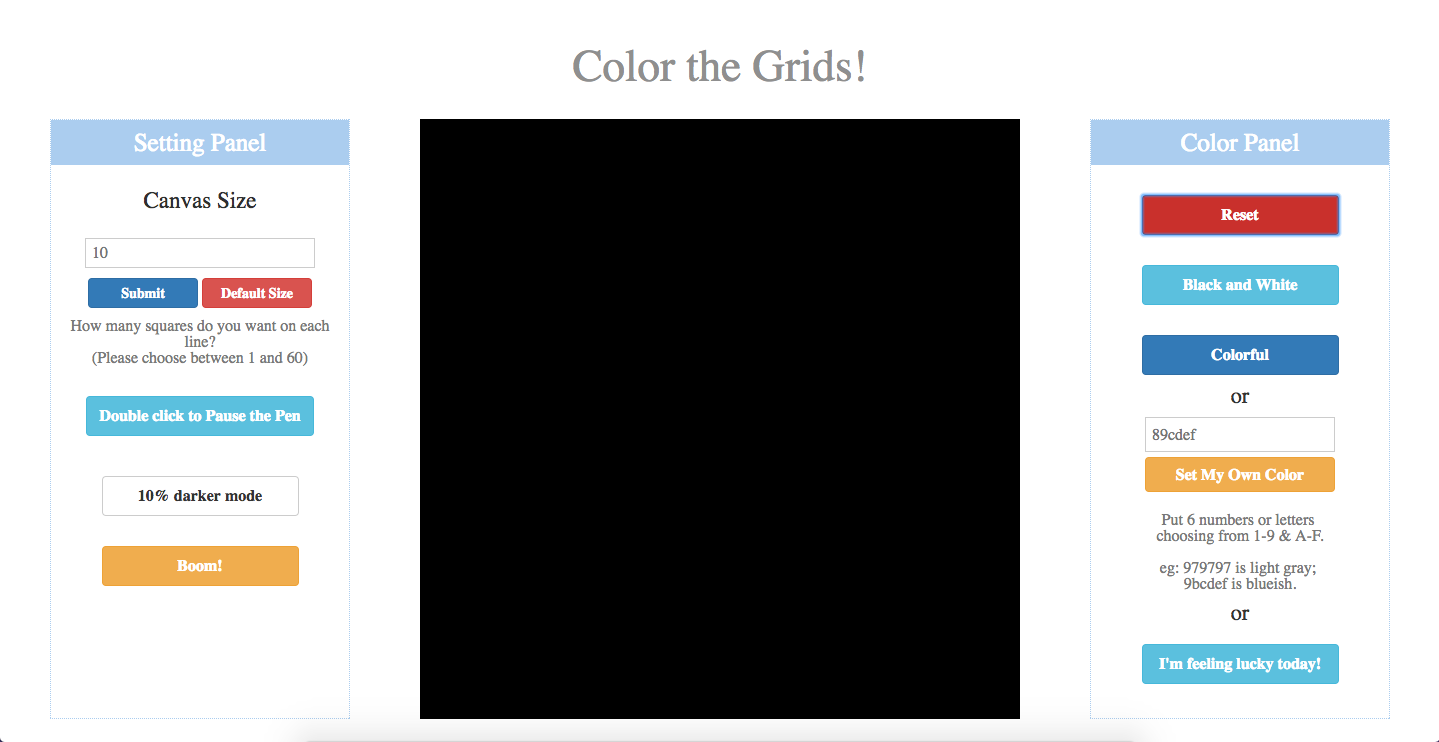 Color the Grids!
Setting Panel
Canvas Size
10
Submit
Default Size
How many squares do you want on each
line?
(Please choose between 1 and 60)
Double click to Pause the Pen
10% darker mode
Boom!
Color Panel
Reset
Black and White
Colorful
or
89cdef
Set My Own Color
Put 6 numbers or letters
choosing from 1-9 & A-F.
eg: 979797 is light gray;
9bcdef is blueish.
or
I'm feeling lucky today!